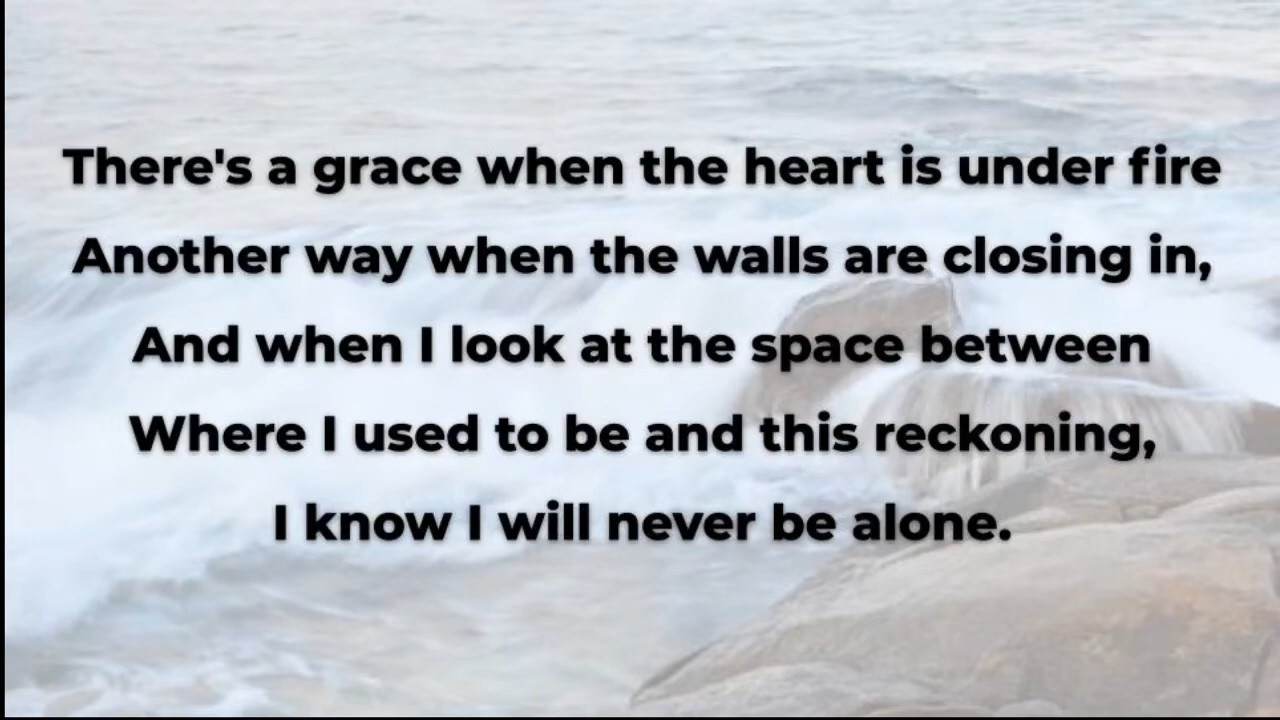 There's a grace when the heart is under fire
Another way when the walls are closing in,
And when I look at the space between
Where I used to be and this reckoning,
I know I will never be alone.